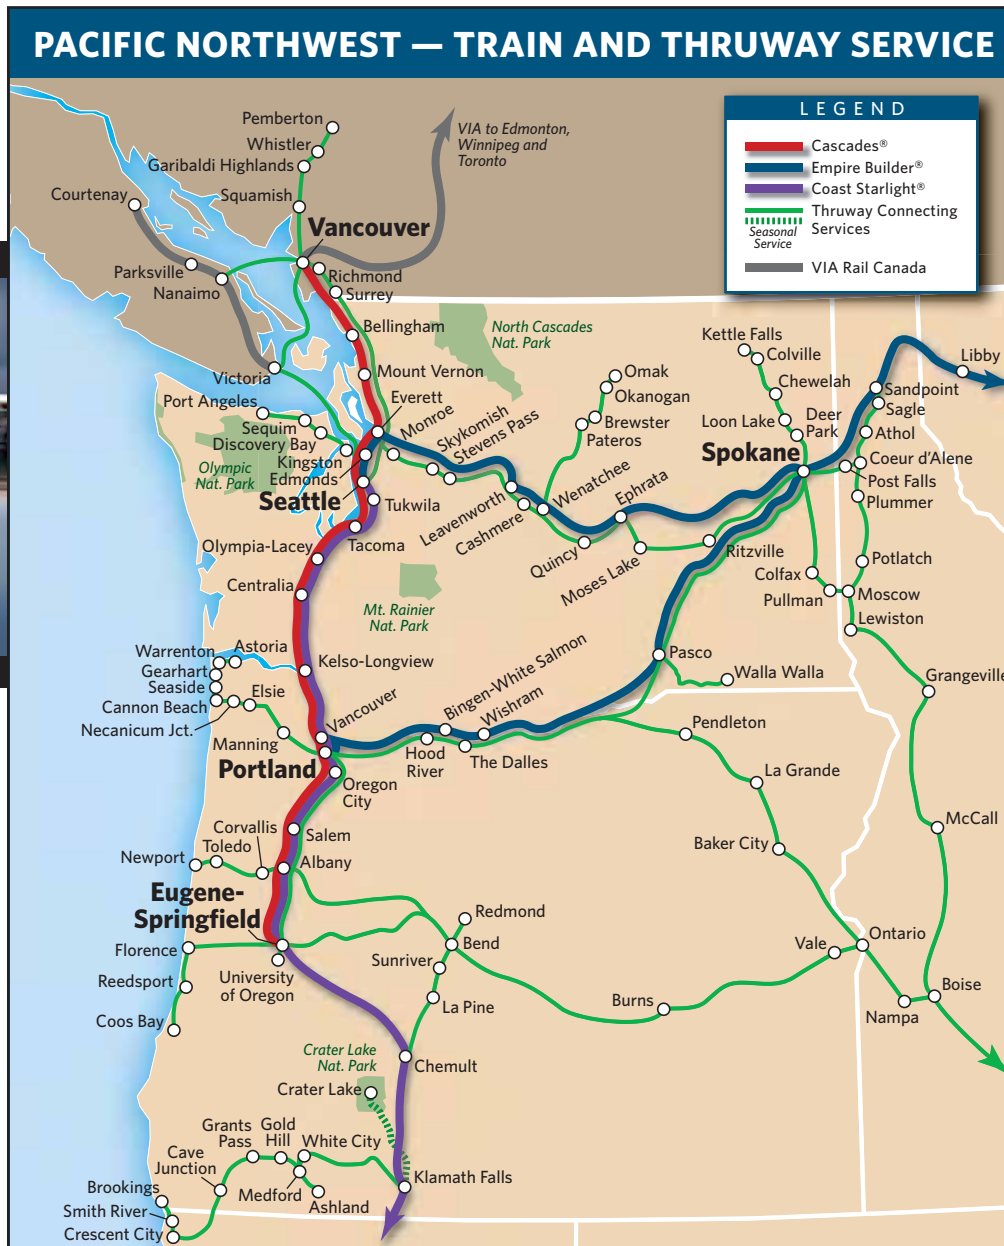 PACIFIC NORTHWEST — TRAIN AND THRUWAY SERVICE
LEGEND
Cascades®
Empire Builder®
Coast Starlight®
Thruway Connecting
Services
Seasonal
Service
VIA Rail Canada
VIA to Edmonton,
Winnipeg and
Toronto
Pemberton
Whistler
Garibaldi Highlands
Squamish
Courtenay
Vancouver
Parksville
Nanaimo
Richmond
Surrey
Bellingham
North Cascades
Nat. Park
Victoria
Mount Vernon
Port Angeles
Everett
Sequim
Discovery Bay
Monroe
Skykomish
Stevens Pass
Kingston
Edmonds
Olympic
Nat. Park
Seattle
Tukwila
Omak
Okanogan
Brewster
Pateros
Kettle Falls
Colville
Chewelah
Loon Lake
Deer
Park
Spokane
Libby
Sandpoint
Sagle
Athol
Coeur d'Alene
Post Falls
Plummer
Leavenworth
Cashmere
Wenatchee
Ephrata
Quincy
Moses Lake
Ritzville
Tacoma
Olympia-Lacey
Centralia
Mt. Rainier
Nat. Park
Colfax
Pullman
Potlatch
Moscow
Lewiston
Grangeville
Warrenton
Astoria
Gearhart
Seaside
Cannon Beach
Elsie
Necanicum Jct.
Manning
Kelso-Longview
Vancouver
Portland
Bingen-White Salmon
Wishram
Hood
River
The Dalles
Pasco
Walla Walla
Pendleton
La Grande
Baker City
McCall
Oregon
City
Salem
Corvallis
Toledo
Newport
Albany
Eugene-
Springfield
Florence
University
of Oregon
Reedsport
Coos Bay
Redmond
Bend
Sunriver
La Pine
Burns
Vale
Ontario
Nampa
Boise
Chemult
Crater Lake
Nat. Park
Crater Lake
Grants
Pass
Gold
Hill
White City
Cave
Junction
Medford
Ashland
Klamath Falls
Brookings
Smith River
Crescent City